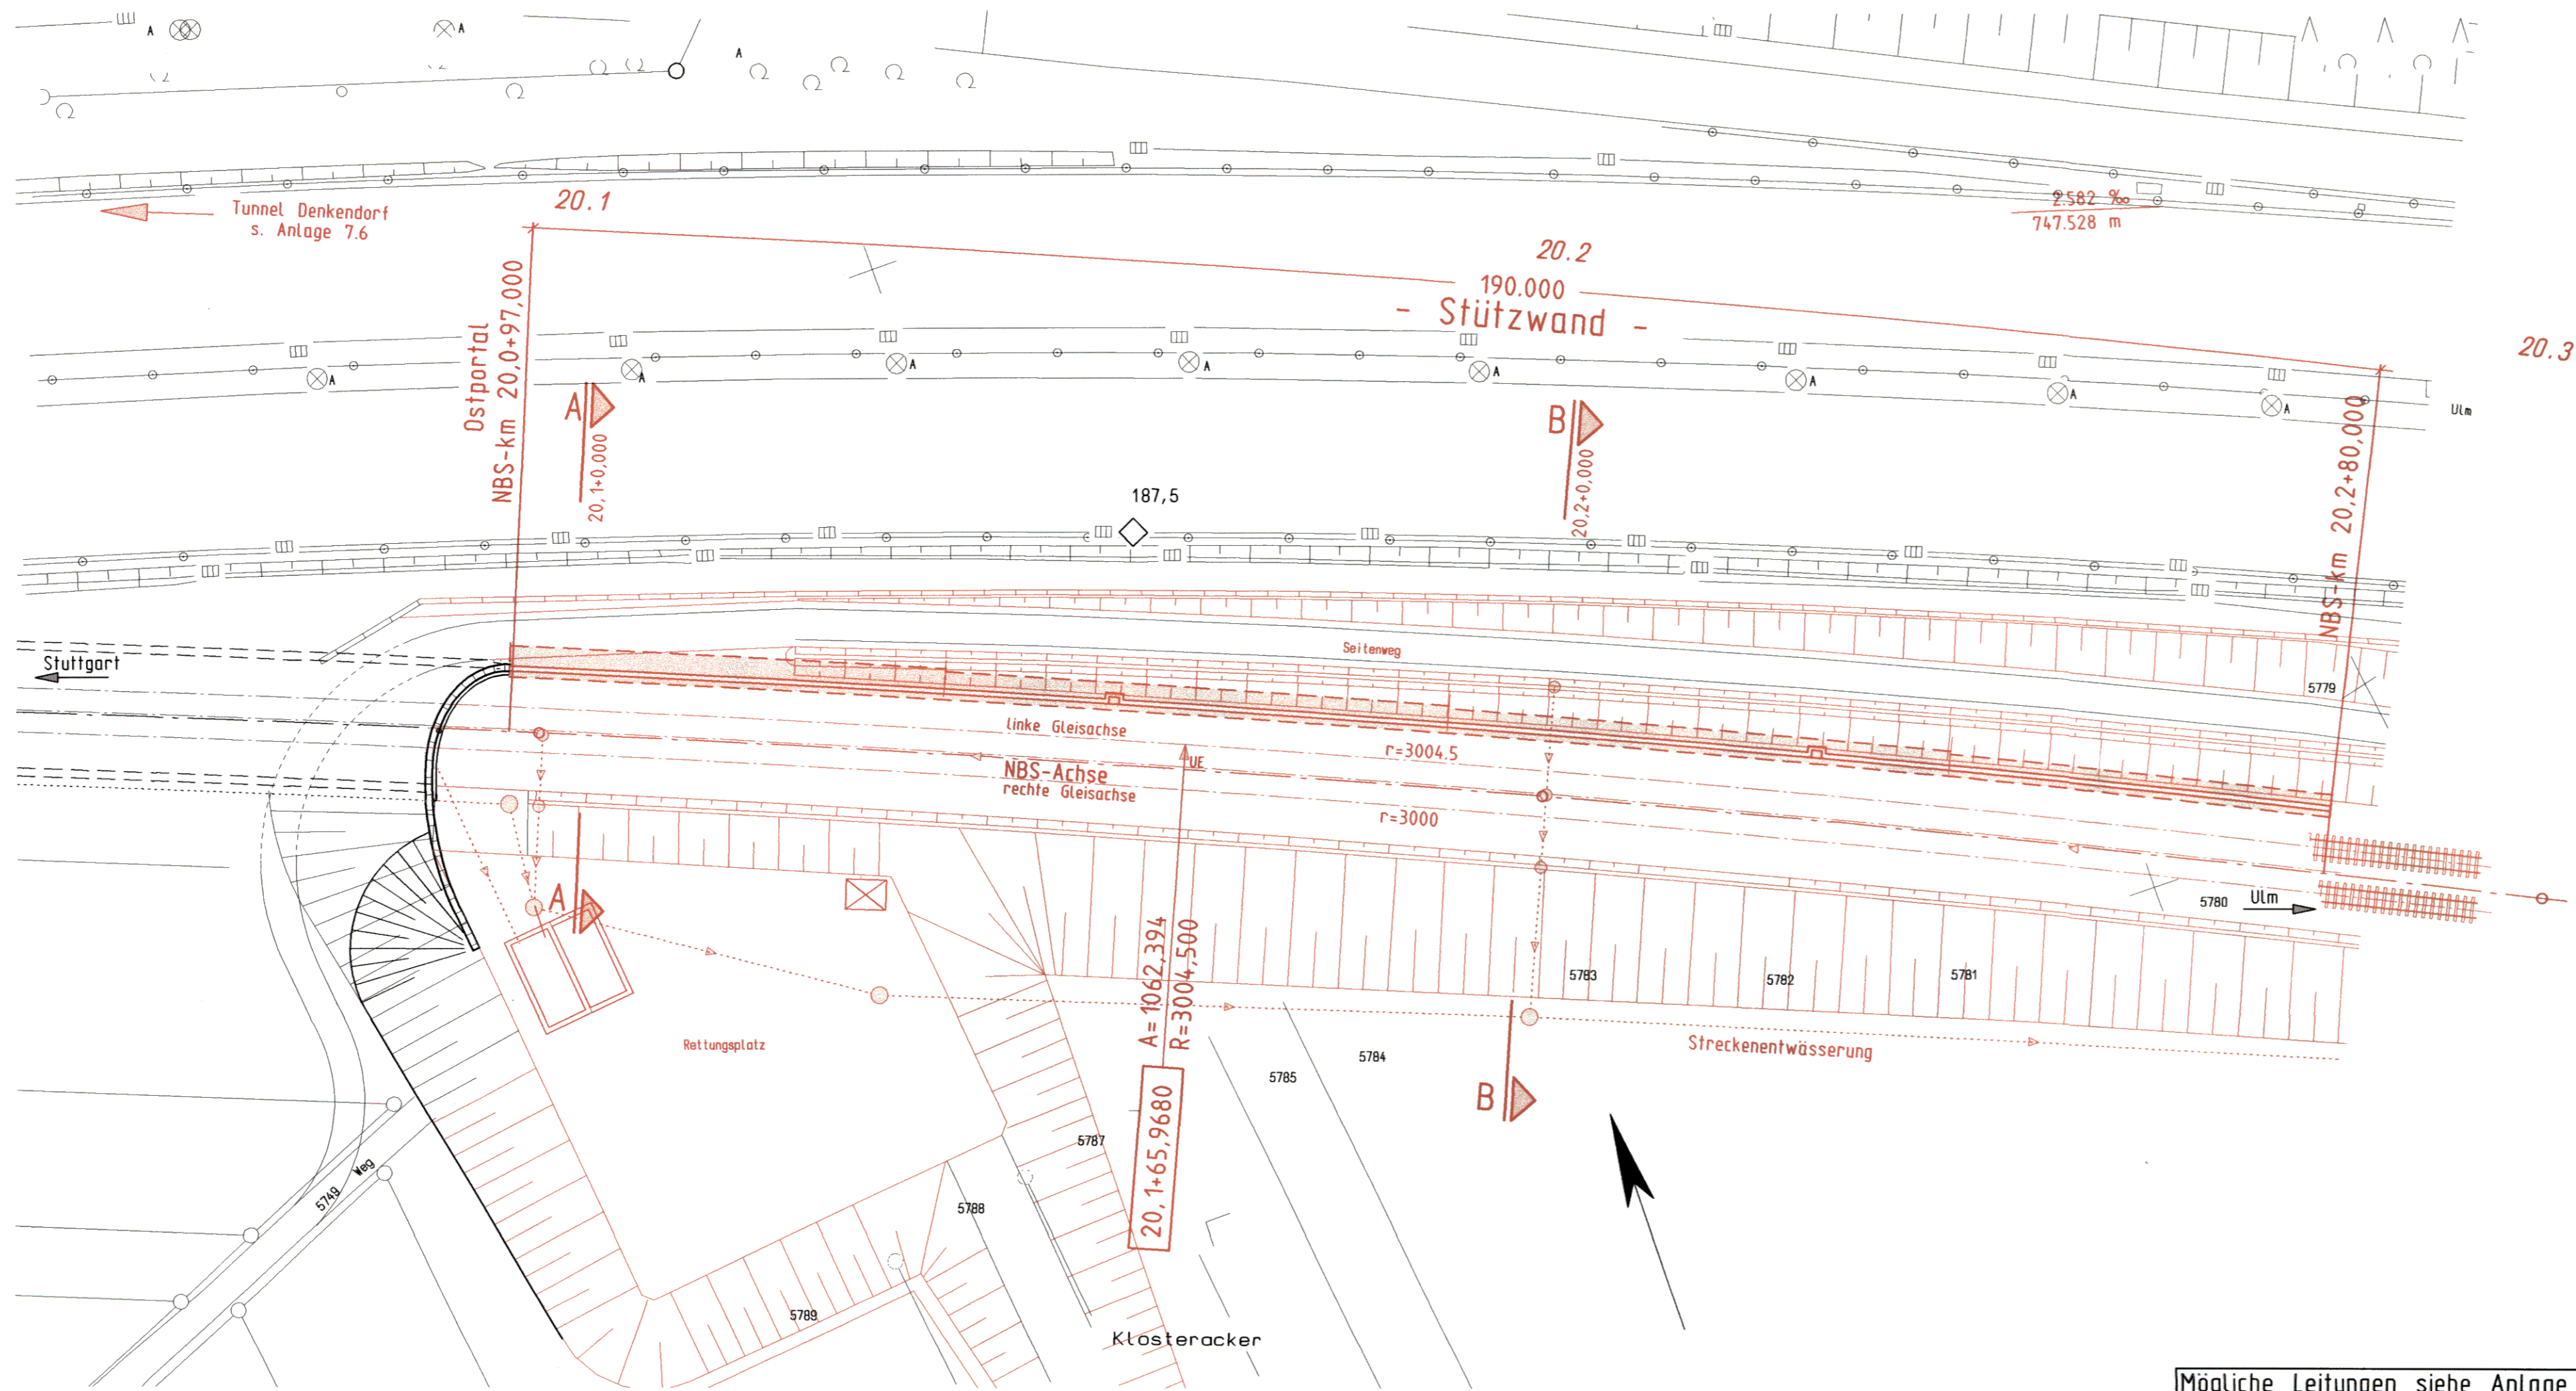 A
A
A
Tunnel Denkendorf
s. Anlage 7.6
20.1
2.582 ‰
747.528 m
20.2
190.000
- Stützwand -
20.3
Ostportal
NBS-km 20,0+97,000
A
A
A
A
A
A
A
A
Ulm
A
20,1+0,000
B
20,2+0,000
NBS-km 20,2+80,000
187,5
Stuttgart
Seitenweg
5779
linke Gleisachse
r=3004.5
UE
NBS-Achse
rechte Gleisachse
r=3000
A
5780
Ulm
A=1062,394
R=3004,500
5783
5782
5781
Rettungsplatz
Streckenentwässerung
5784
5785
B
20,1+65,9680
5787
Weg
5749
5788
5789
Klosteracker
Mögliche Leitungen siehe Anlage